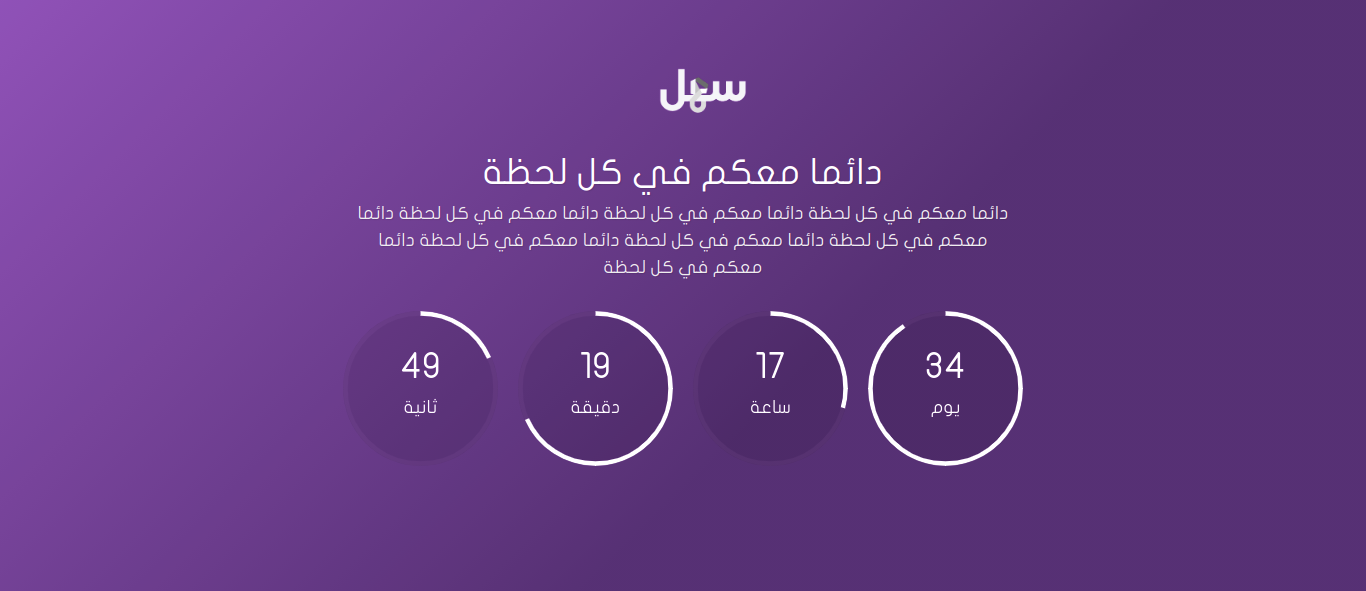 سهل
دائما معكم في كل لحظة
دائما معكم في كل لحظة دائما معكم في كل لحظة دائما معكم في كل لحظة دائما
معكم في كل لحظة دائما معكم في كل لحظة دائما معكم في كل لحظة دائما
معكم في كل لحظة
34 17 19 49
يوم ساعة دقيقة ثانية